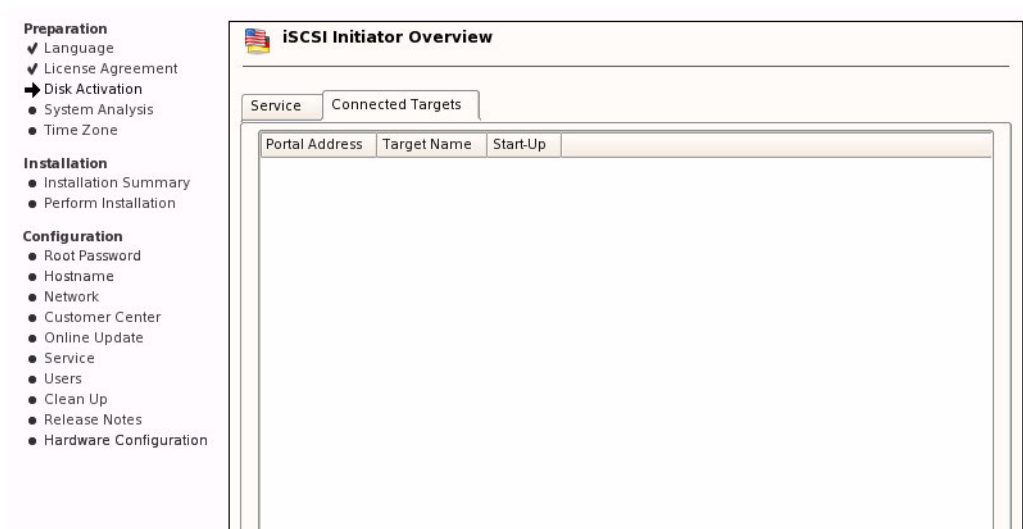 Preparation
Language
License Agreement
Disk Activation
System Analysis
Time Zone
Installation
Installation Summary
Perform Installation
Configuration
Root Password
Hostname
Network
Customer Center
Online Update
Service
Users
Clean Up
Release Notes
Hardware Configuration
iSCSI Initiator Overview
Service Connected Targets
Portal Address Target Name Start-Up